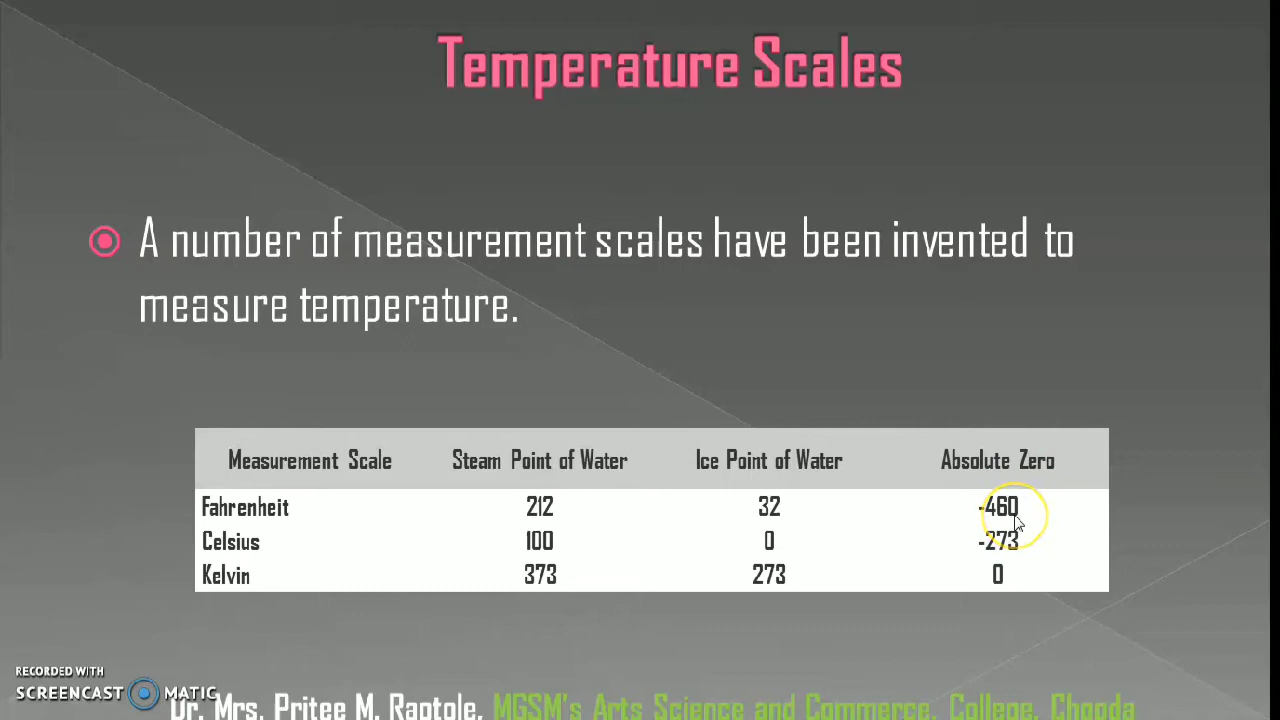 Temperature Scales
A number of measurement scales have been invented to
measure temperature.
Measurement Scale Steam Point of Water Ice Point of Water Absolute Zero
Fahrenheit 212 32 -460
Celsius 100 0 -273
Kelvin 373 273 0
RECORDED WITH
SCREENCAST MATIC
Dr. Mrs. Pritee M. Raotole, MGSM's Arts Science and Commerce, College, Chopda